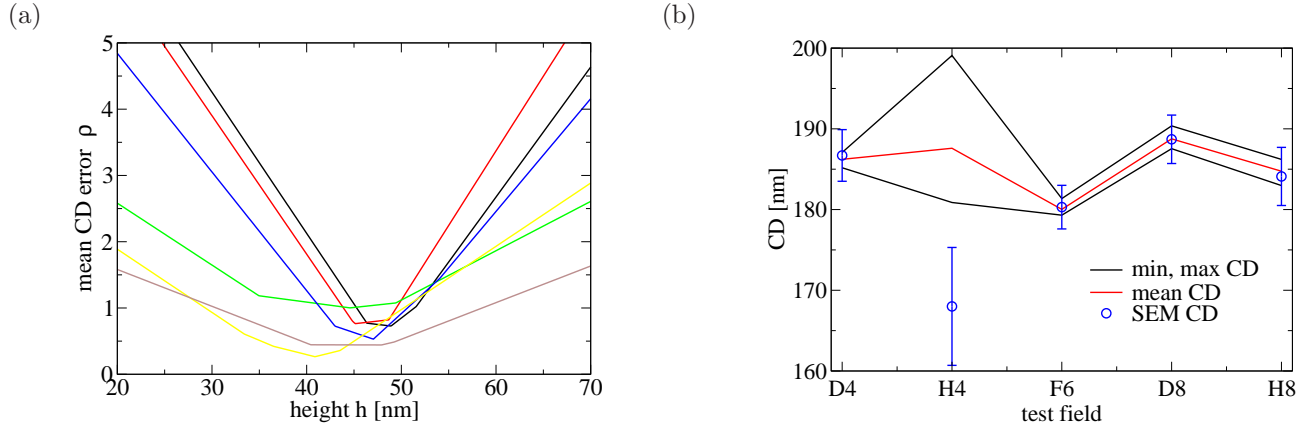 (a)
5
4
3
2
1
0
mean CD error ρ
20 30 40 50 60 70
height h [nm]
(b)
200
190
180
170
160
CD [nm]
min, max CD
mean CD
SEM CD
D4 H4 F6 D8 H8
test field